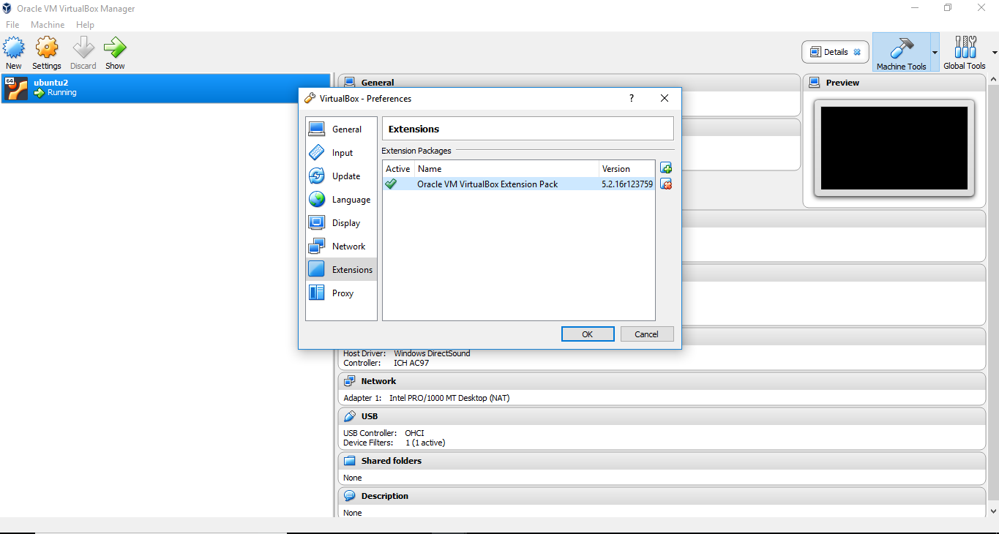 Oracle VM VirtualBox Manager
File Machine Help
New Settings Discard Show
Details Machine Tools Global Tools
64
ubuntu2
Running
General
Preview
VirtualBox - Preferences ?
General
Input
Update
Language
Display
Network
Extensions
Proxy
Extensions
Extension Packages
Active Name Version
Oracle VM VirtualBox Extension Pack 5.2.16r123759
OK Cancel
Host Driver: Windows DirectSound
Controller: ICH AC97
Network
Adapter 1: Intel PRO/1000 MT Desktop (NAT)
USB
USB Controller: OHCI
Device Filters: 1 (1 active)
Shared folders
None
Description
None